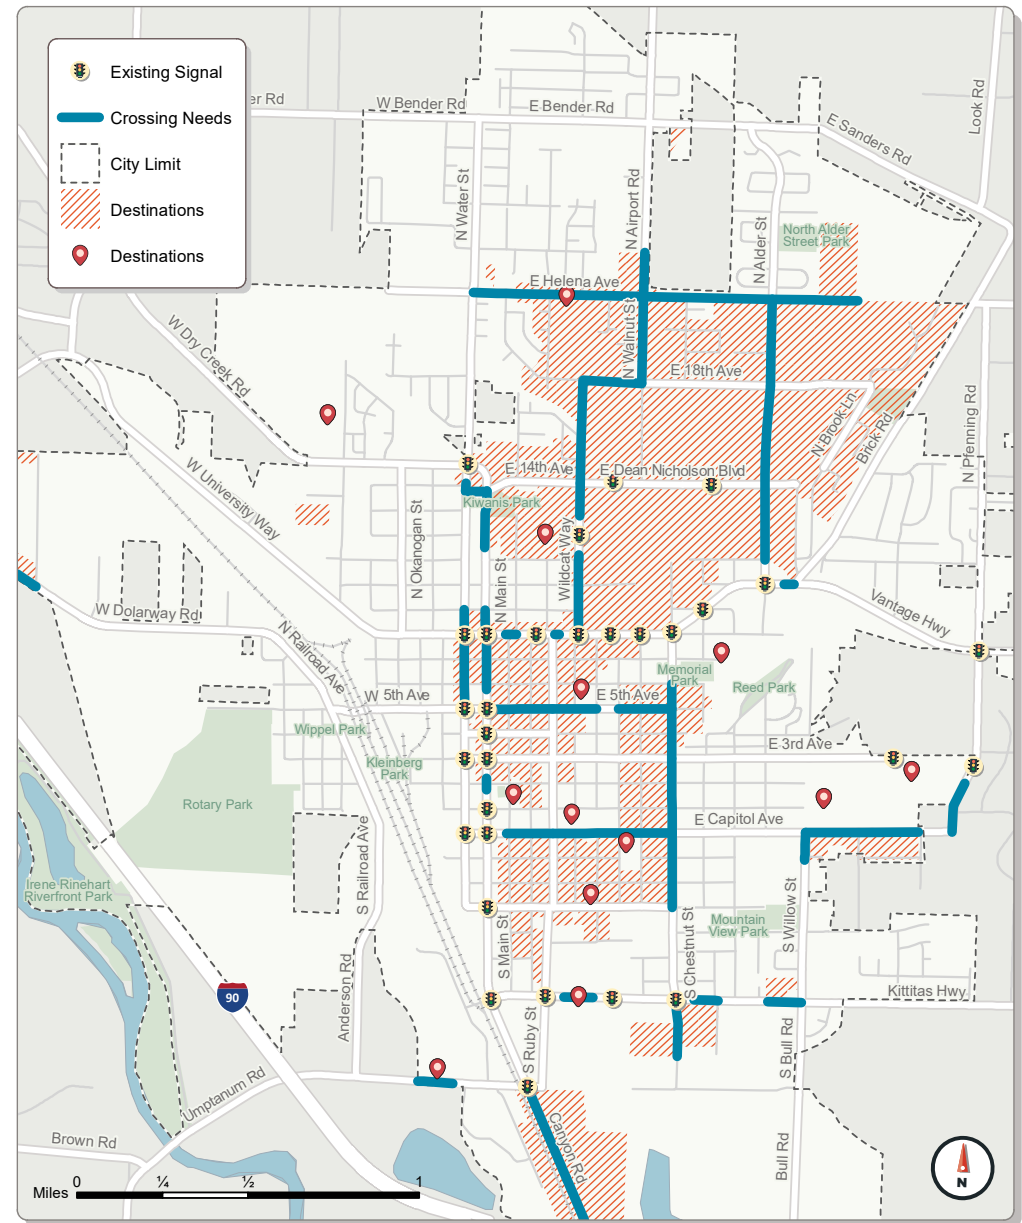 Existing Signal
Crossing Needs
City Limit
Destinations
Destinations
er Rd
W Bender Rd
E Bender Rd
E Sanders Rd
Look Rd
N Water St
N Airport Rd
N Alder St
North Alder
Street Park
E Helena Ave
N Walnut St
E 18th Ave
W Dry Creek Rd
N Brook Ln
Brick Rd
N Pfenning Rd
E 14th Ave
E Dean Nicholson Blvd
W University Way
Kiwanis Park
N Okanogan St
N Main St
Wildcat Way
W Dolarway Rd
Vantage Hwy
N Railroad Ave
Memorial
Park
Reed Park
W 5th Ave
E 5th Ave
Wippel Park
E 3rd Ave
Kleinberg
Park
Rotary Park
E Capitol Ave
S Railroad Ave
Irene Rinehart
Riverfront Park
S Willow St
Mountain
View Park
S Main St
S Chestnut St
Anderson Rd
90
Kittitas Hwy
S Ruby St
S Bull Rd
Umptanum Rd
Canyon Rd
Brown Rd
Bull Rd
N
Miles
0
¼
½
1